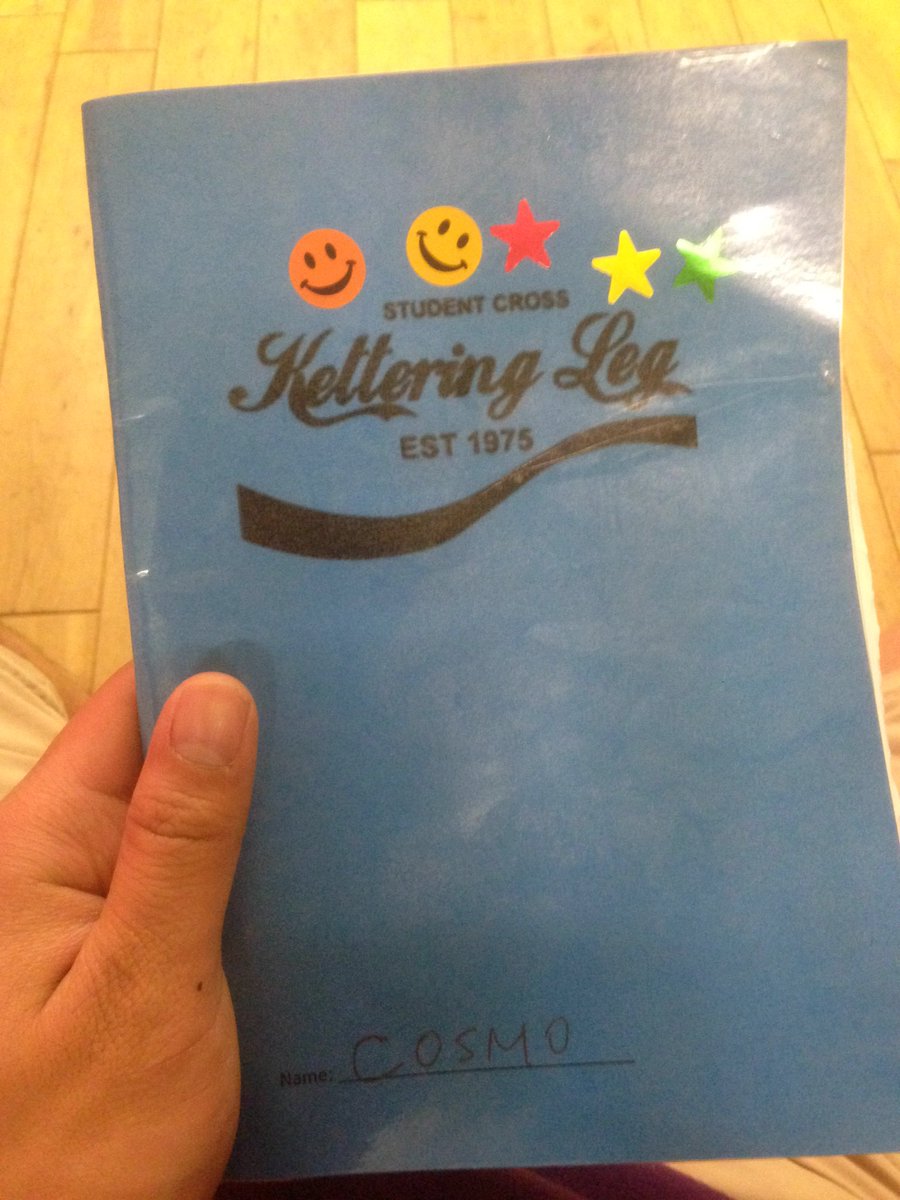 STUDENT CROSS
Kettering Leg
EST 1975
Name: COSMO